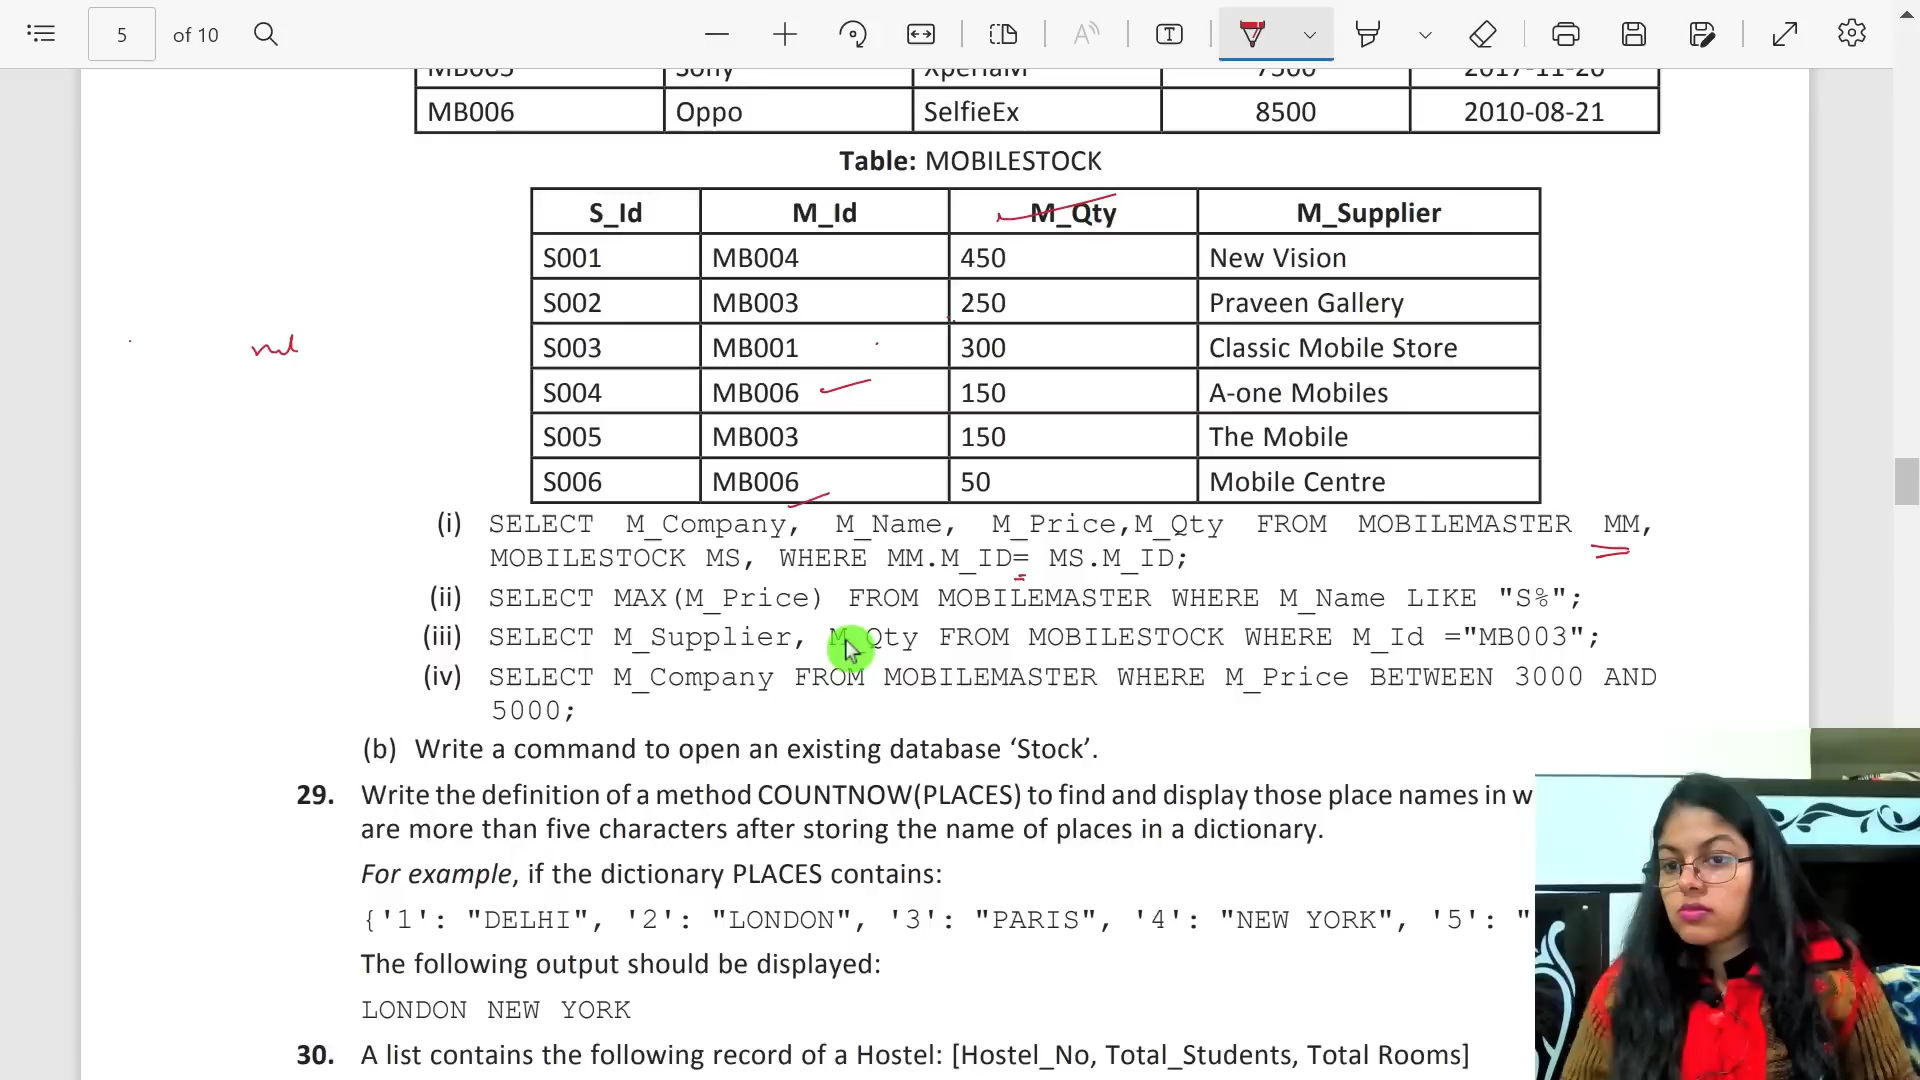 5 of 10
MB006 Oppo SelfieEx 8500 2010-08-21
Table: MOBILESTOCK
S_Id M_Id M_Qty M_Supplier
S001 MB004 450 New Vision
S002 MB003 250 Praveen Gallery
S003 MB001 300 Classic Mobile Store
S004 MB006 150 A-one Mobiles
S005 MB003 150 The Mobile
S006 MB006 50 Mobile Centre
(i) SELECT M_Company, M_Name, M_Price,M_Qty FROM MOBILEMASTER MM,
MOBILESTOCK MS, WHERE MM.M_ID= MS.M_ID;
(ii) SELECT MAX(M_Price) FROM MOBILEMASTER WHERE M_Name LIKE "S%";
(iii) SELECT M_Supplier, M_Qty FROM MOBILESTOCK WHERE M_Id ="MB003";
(iv) SELECT M_Company FROM MOBILEMASTER WHERE M_Price BETWEEN 3000 AND
5000;
(b) Write a command to open an existing database ‘Stock’.
29. Write the definition of a method COUNTNOW(PLACES) to find and display those place names in w
are more than five characters after storing the name of places in a dictionary.
For example, if the dictionary PLACES contains:
{'1': "DELHI", '2': "LONDON", '3': "PARIS", '4': "NEW YORK", '5': "
The following output should be displayed:
LONDON NEW YORK
30. A list contains the following record of a Hostel: [Hostel_No, Total_Students, Total Rooms]